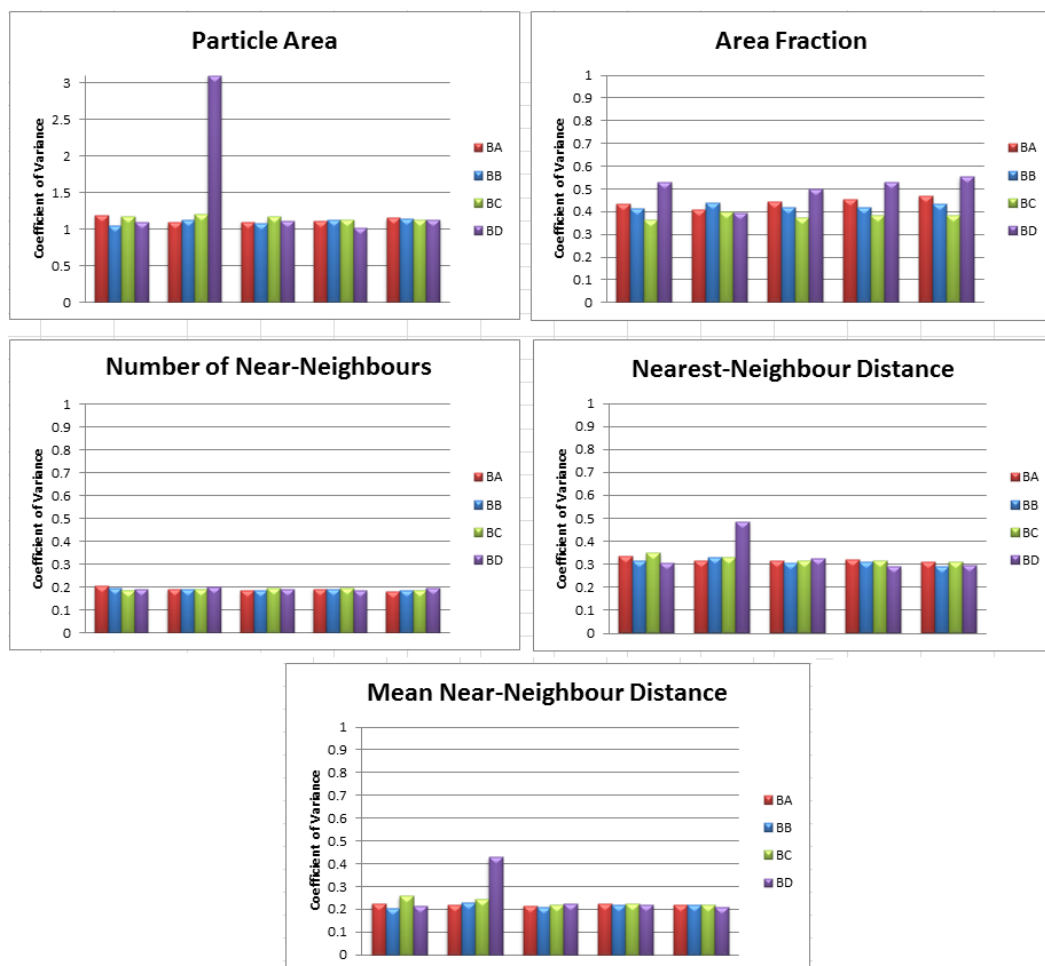 Particle Area
Coefficient of Variance
3
2.5
2
1.5
1
0.5
0
BA
BB
BC
BD
Area Fraction
Coefficient of Variance
1
0.9
0.8
0.7
0.6
0.5
0.4
0.3
0.2
0.1
0
BA
BB
BC
BD
Number of Near-Neighbours
Coefficient of Variance
1
0.9
0.8
0.7
0.6
0.5
0.4
0.3
0.2
0.1
0
BA
BB
BC
BD
Nearest-Neighbour Distance
Coefficient of Variance
1
0.9
0.8
0.7
0.6
0.5
0.4
0.3
0.2
0.1
0
BA
BB
BC
BD
Mean Near-Neighbour Distance
Coefficient of Variance
1
0.9
0.8
0.7
0.6
0.5
0.4
0.3
0.2
0.1
0
BA
BB
BC
BD